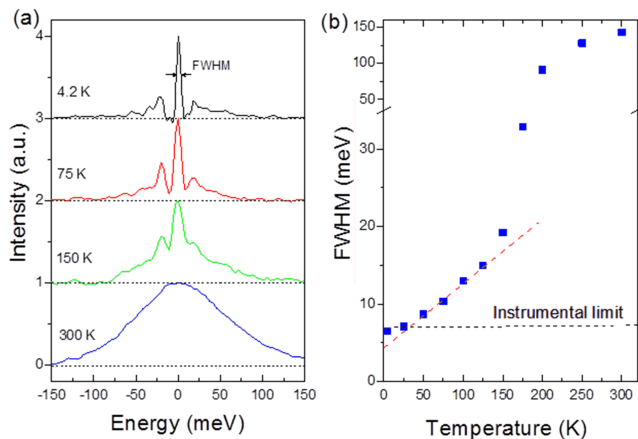 (a)
4
FWHM
4.2 K
3
75 K
2
150 K
1
300 K
0
-150 -100 -50 0 50 100 150
Energy (meV)
Intensity (a.u.)
(b)
150
125
100
75
50
30
20
10
0
FWHM (meV)
Instrumental limit
0 50 100 150 200 250 300
Temperature (K)